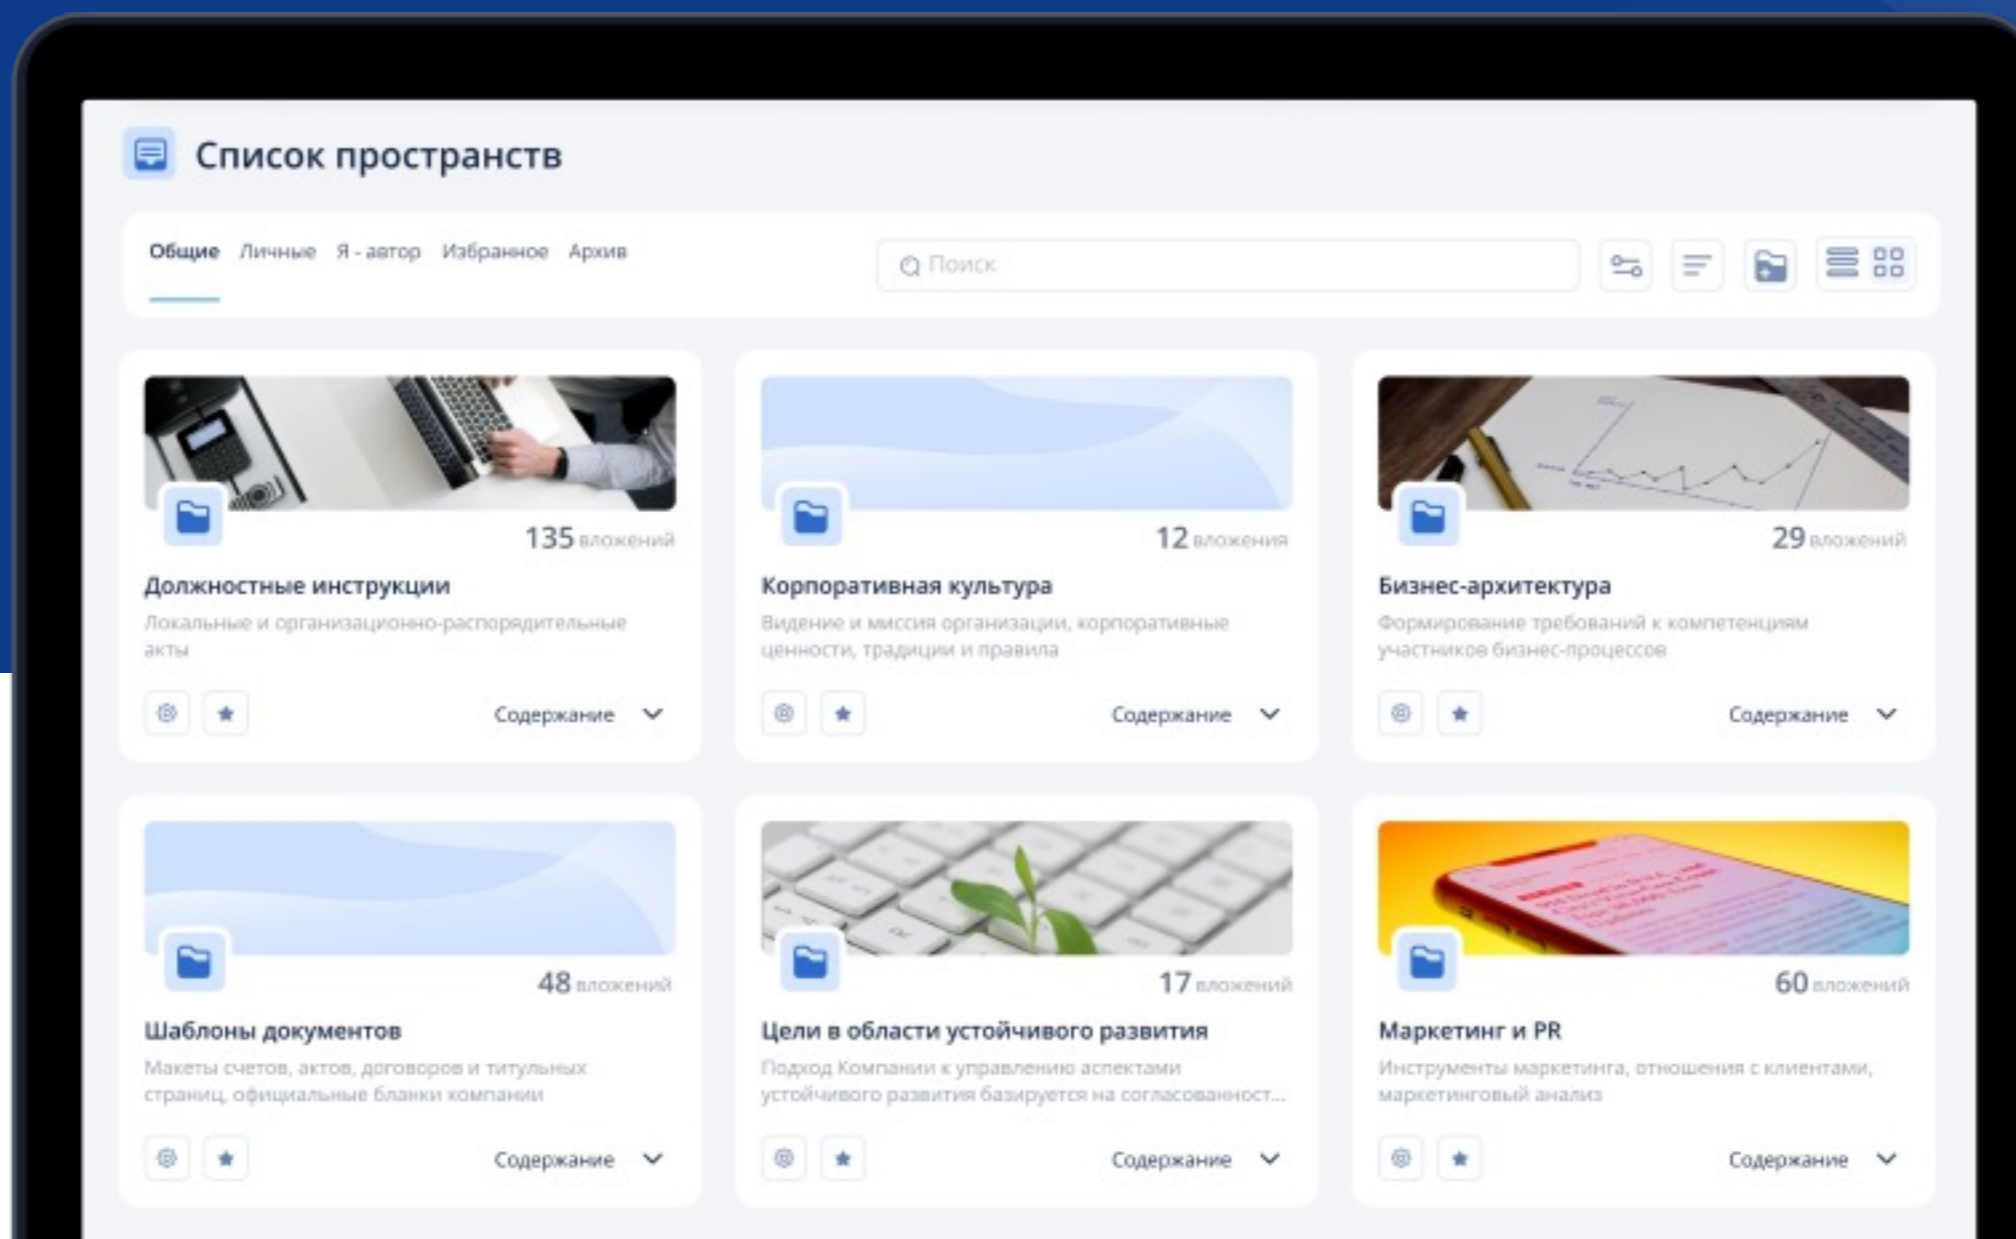 Список пространств
Общие Личные Я - автор Избранное Архив
Поиск
135 вложений
Должностные инструкции
Локальные и организационно-распорядительные
акты
Содержание
12 вложения
Корпоративная культура
Видение и миссия организации, корпоративные
ценности, традиции и правила
Содержание
29 вложений
Бизнес-архитектура
Формирование требований к компетенциям
участников бизнес-процессов
Содержание
48 вложений
Шаблоны документов
Макеты счетов, актов, договоров и титульных
страниц, официальные бланки компании
Содержание
17 вложений
Цели в области устойчивого развития
Подход Компании к управлению аспектами
устойчивого развития базируется на согласованност...
Содержание
60 вложений
Маркетинг и PR
Инструменты маркетинга, отношения с клиентами,
маркетинговый анализ
Содержание